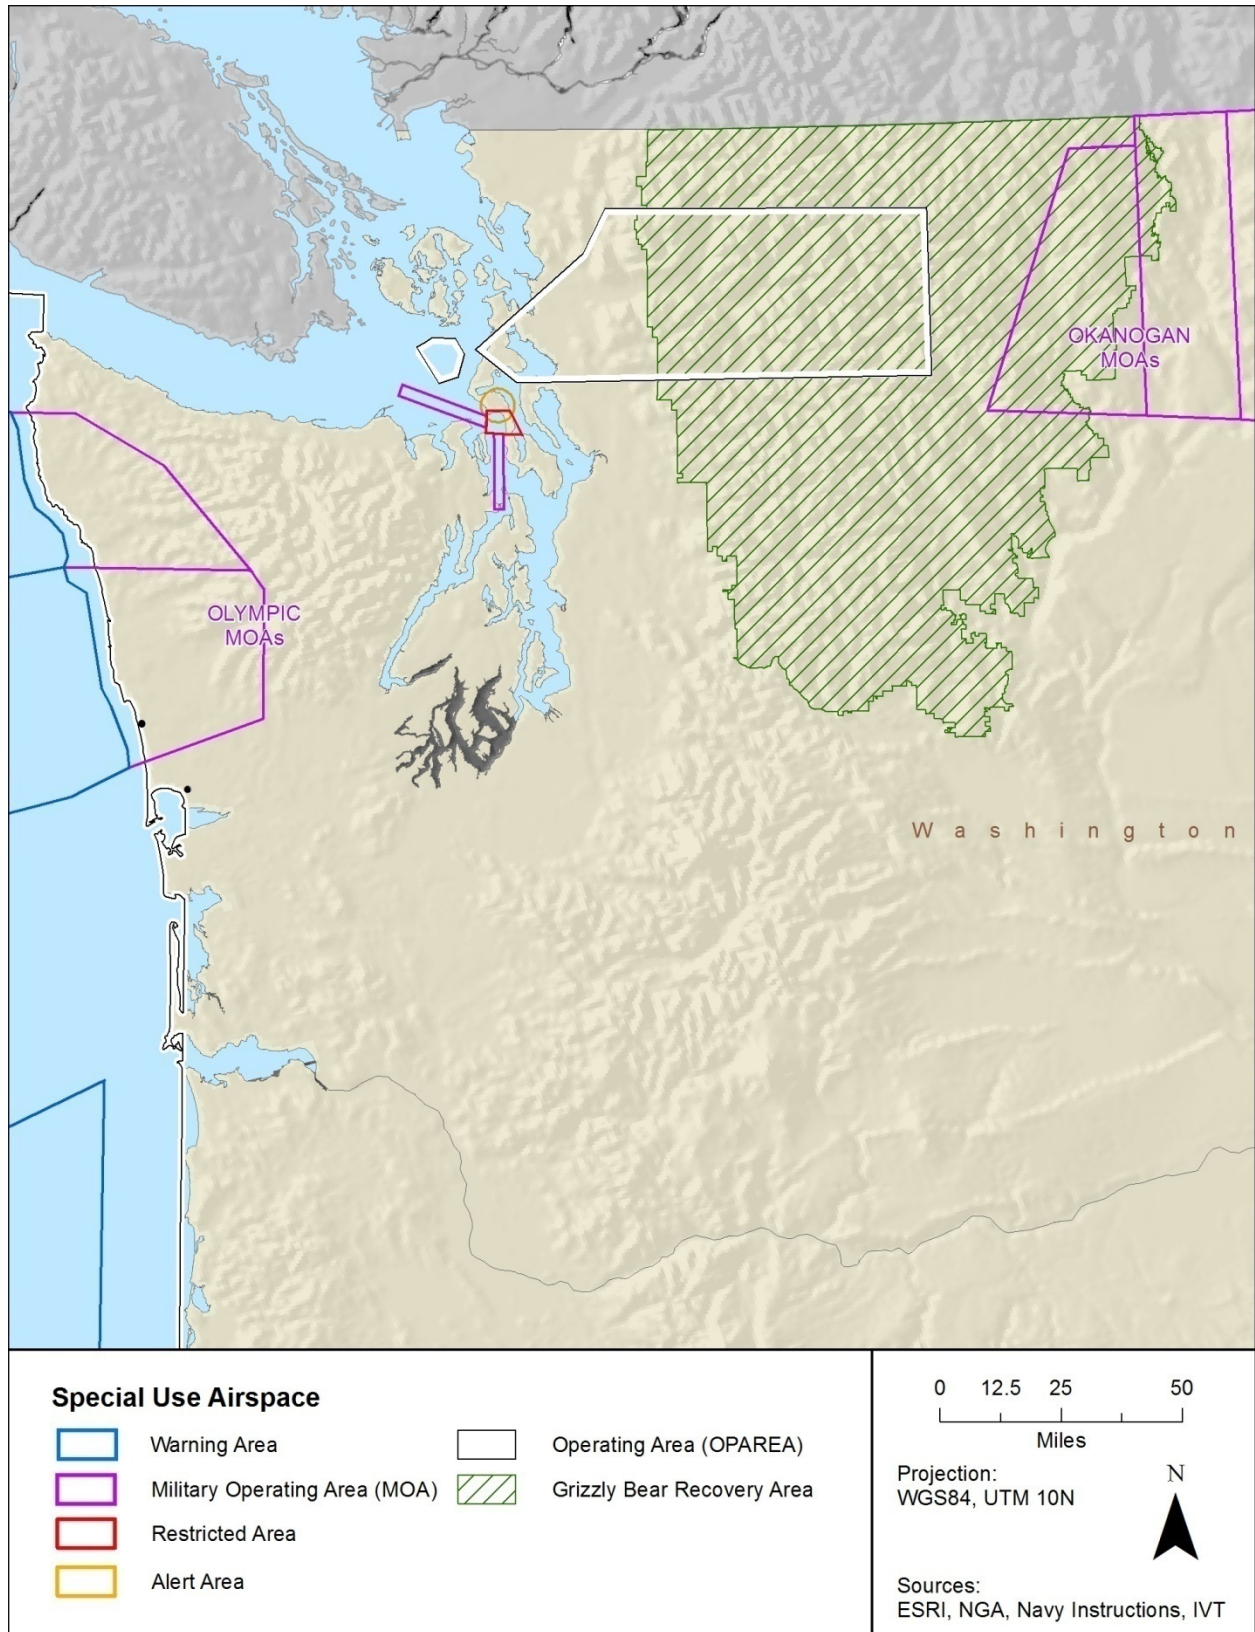 OKANOGAN
MOAs
OLYMPIC
MOAs
Washington
Special Use Airspace
Warning Area
Military Operating Area (MOA)
Restricted Area
Alert Area
Operating Area (OPAREA)
Grizzly Bear Recovery Area
0 12.5 25 50
Miles
Projection:
WGS84, UTM 10N
N
Sources:
ESRI, NGA, Navy Instructions, IVT